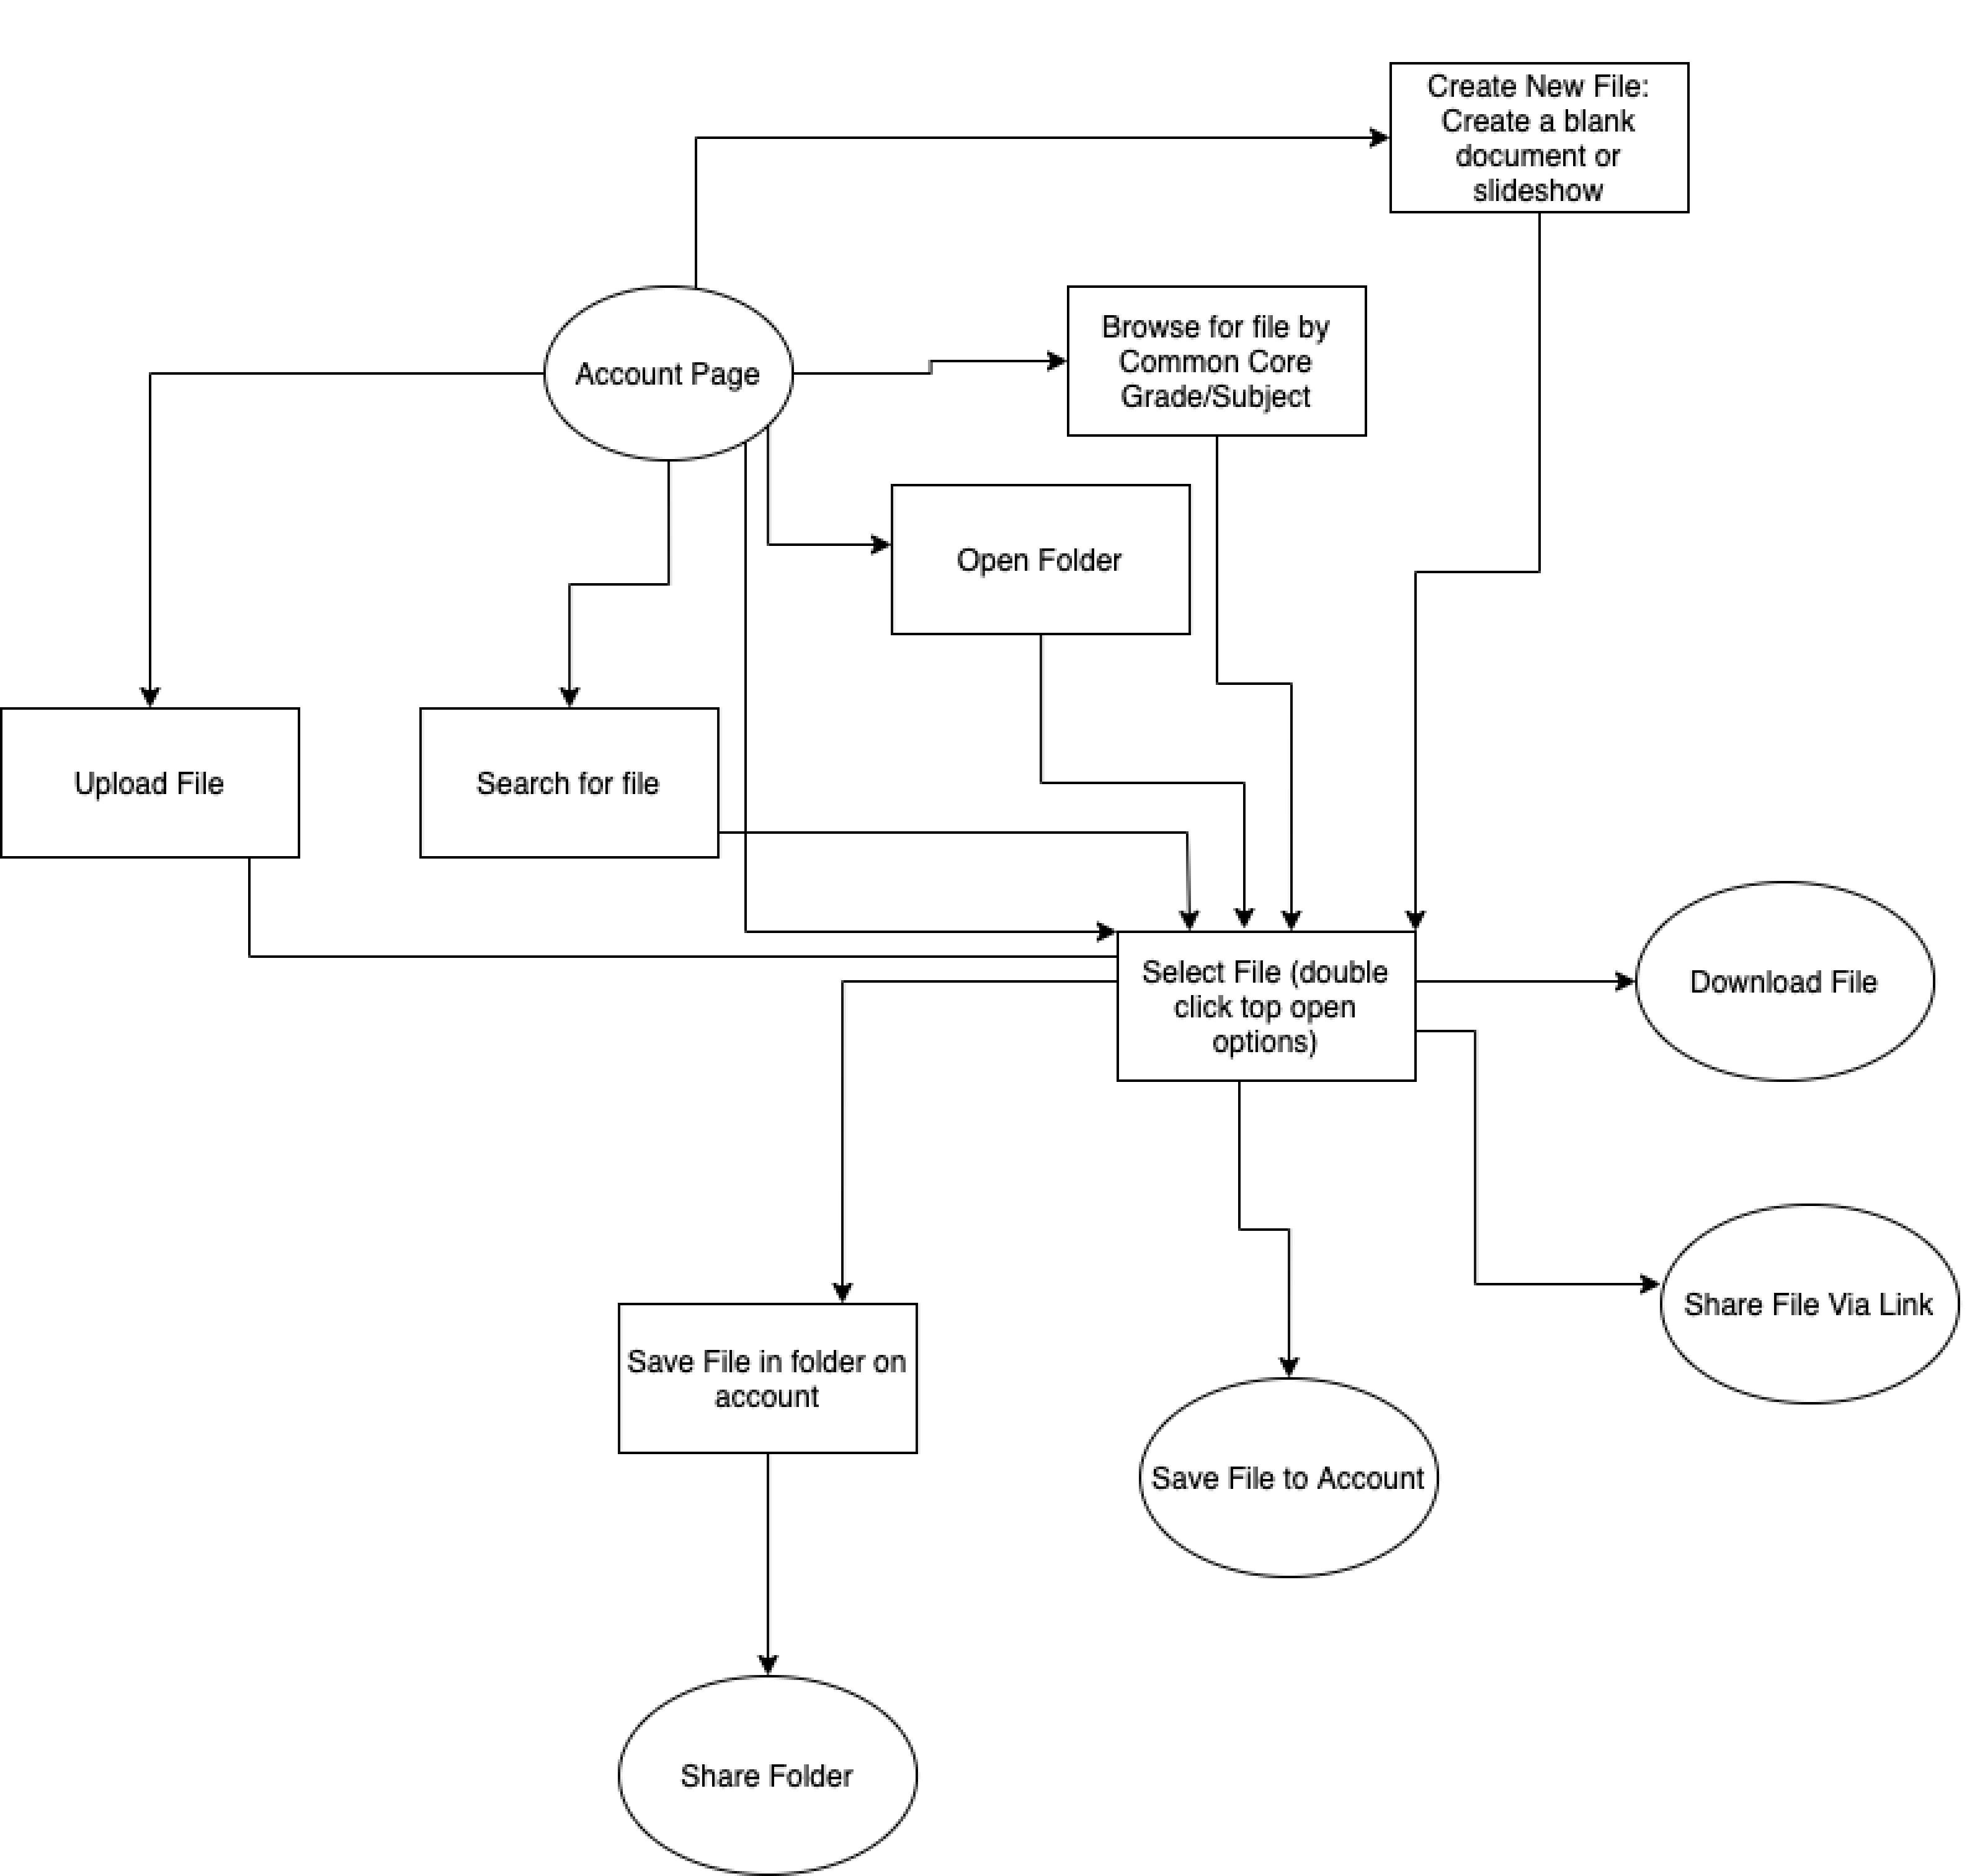 Create New File:
Create a blank
document or
slideshow
Account Page
Browse for file by
Common Core
Grade/Subject
Open Folder
Upload File
Search for file
Select File (double
click top open
options)
Download File
Share File Via Link
Save File in folder on
account
Save File to Account
Share Folder